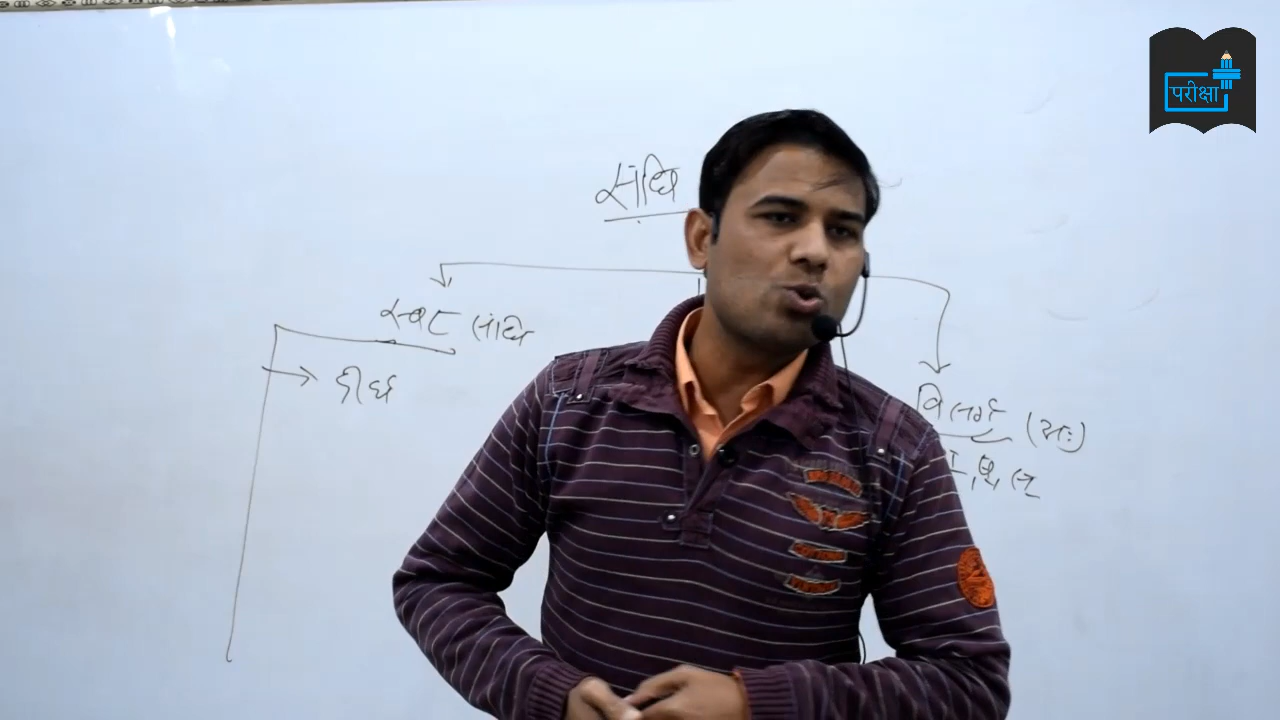 परीक्षा
संधि
स्वर संधि
दीर्घ
विसर्ग (अः)
ष्, स्